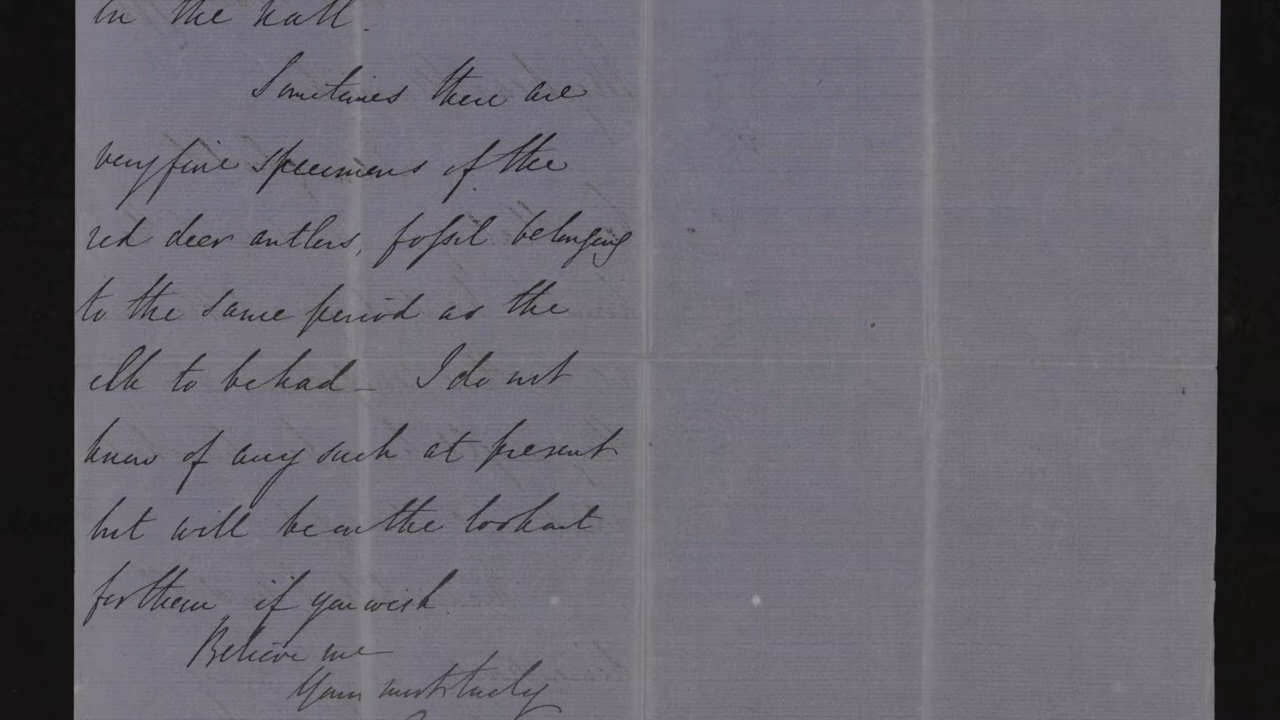 in the hall.
Sometimes there are
very fine specimens of the
red deer antlers, fossil belonging
to the same period as the
elk to be had — I do not
know of any such at present
but will be on the lookout
for them if you wish.
Believe me
Yours most truly